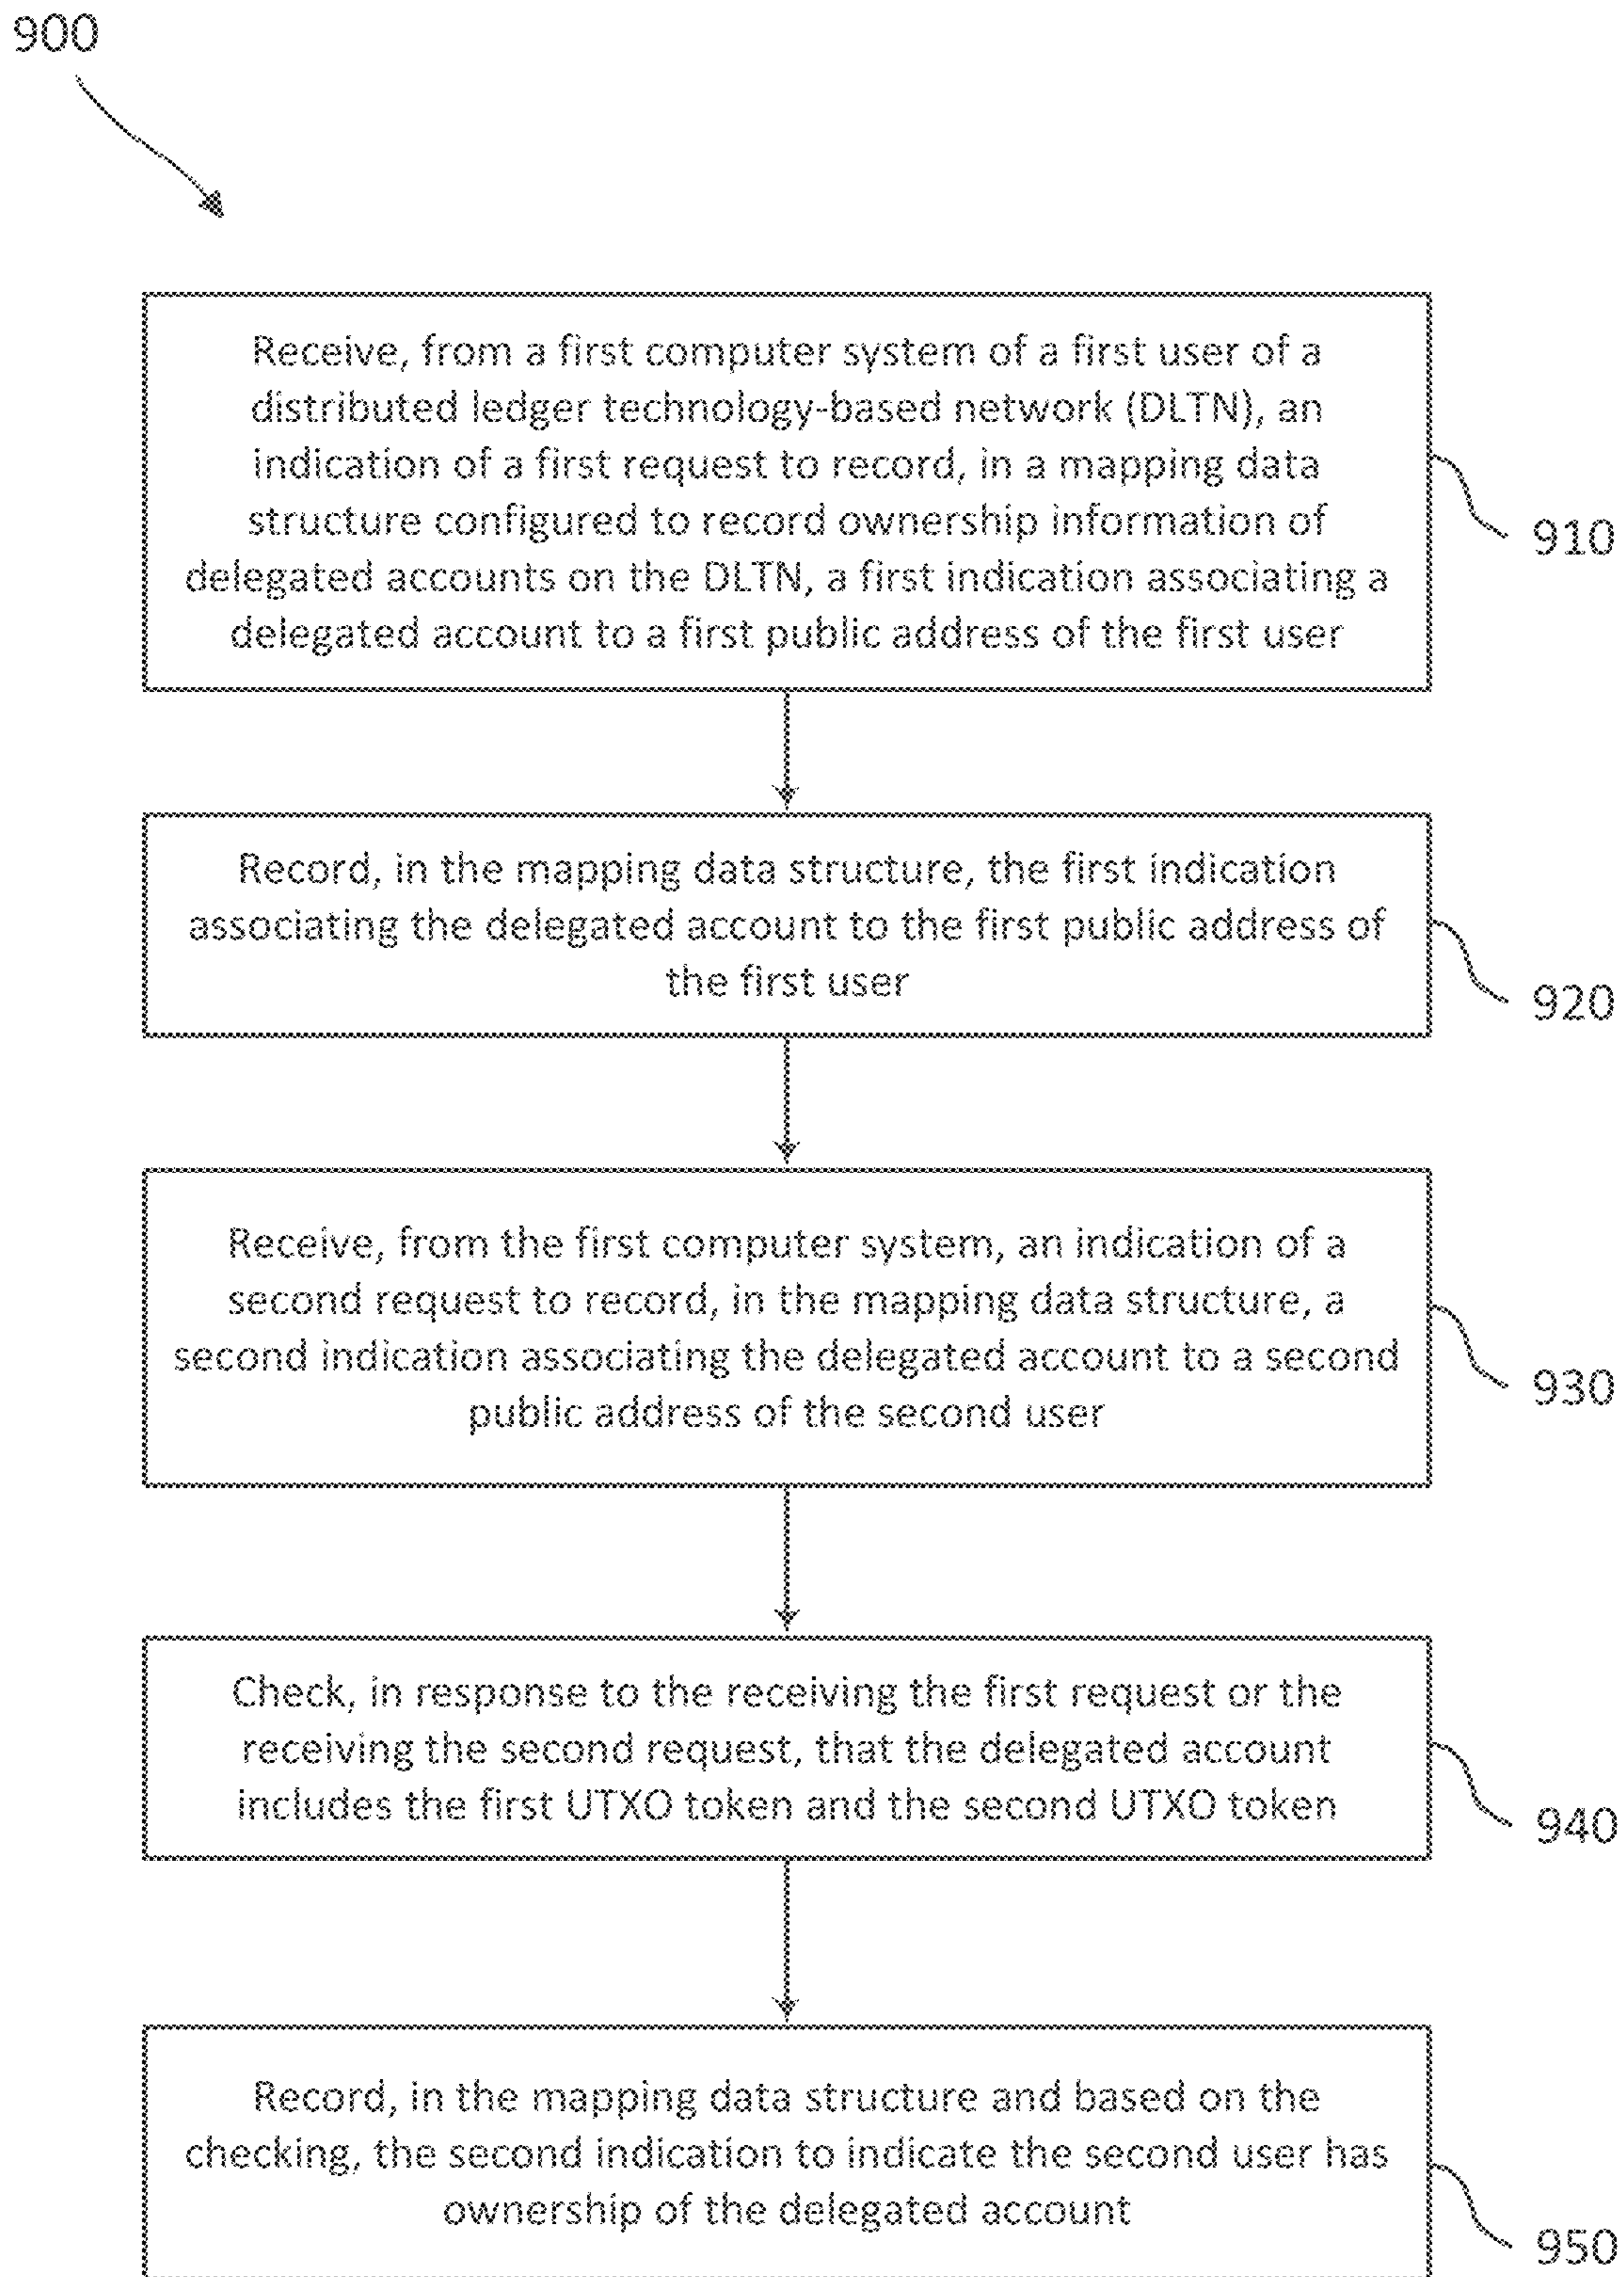 900
Receive, from a first computer system of a first user of a
distributed ledger technology-based network (DLTN), an
indication of a first request to record, in a mapping data
structure configured to record ownership information of
delegated accounts on the DLTN, a first indication associating a
delegated account to a first public address of the first user
910
Record, in the mapping data structure, the first indication
associating the delegated account to the first public address of
the first user
920
Receive, from the first computer system, an indication of a
second request to record, in the mapping data structure, a
second indication associating the delegated account to a second
public address of the second user
930
Check, in response to the receiving the first request or the
receiving the second request, that the delegated account
includes the first UTXO token and the second UTXO token
940
Record, in the mapping data structure and based on the
checking, the second indication to indicate the second user has
ownership of the delegated account
950